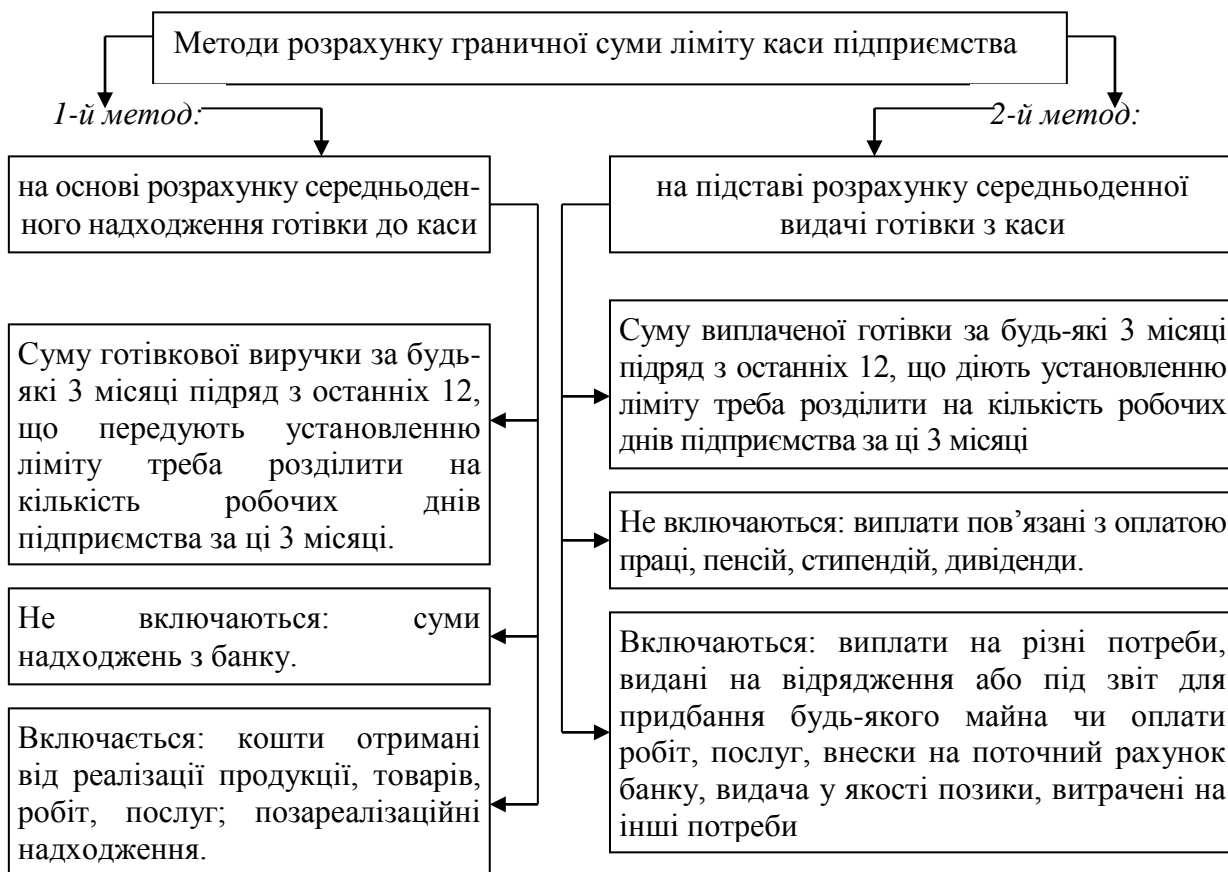 Методи розрахунку граничної суми ліміту каси підприємства
1-й метод:
2-й метод:
на основі розрахунку середньоден-
ного надходження готівки до каси
на підставі розрахунку середньоденної
видачі готівки з каси
Суму готівкової виручки за будь-
які 3 місяці підряд з останніх 12,
що передують установленню
ліміту треба розділити на
кількість робочих днів
підприємства за ці 3 місяці.
Не включаються: суми
надходжень з банку.
Включається: кошти отримані
від реалізації продукції, товарів,
робіт, послуг; позареалізаційні
надходження.
Суму виплаченої готівки за будь-які 3 місяці
підряд з останніх 12, що діють установленню
ліміту треба розділити на кількість робочих
днів підприємства за ці 3 місяці
Не включаються: виплати пов’язані з оплатою
праці, пенсій, стипендій, дивіденди.
Включаються: виплати на різні потреби,
видані на відрядження або під звіт для
придбання будь-якого майна чи оплати
робіт, послуг, внески на поточний рахунок
банку, видача у якості позики, витрачені на
інші потреби